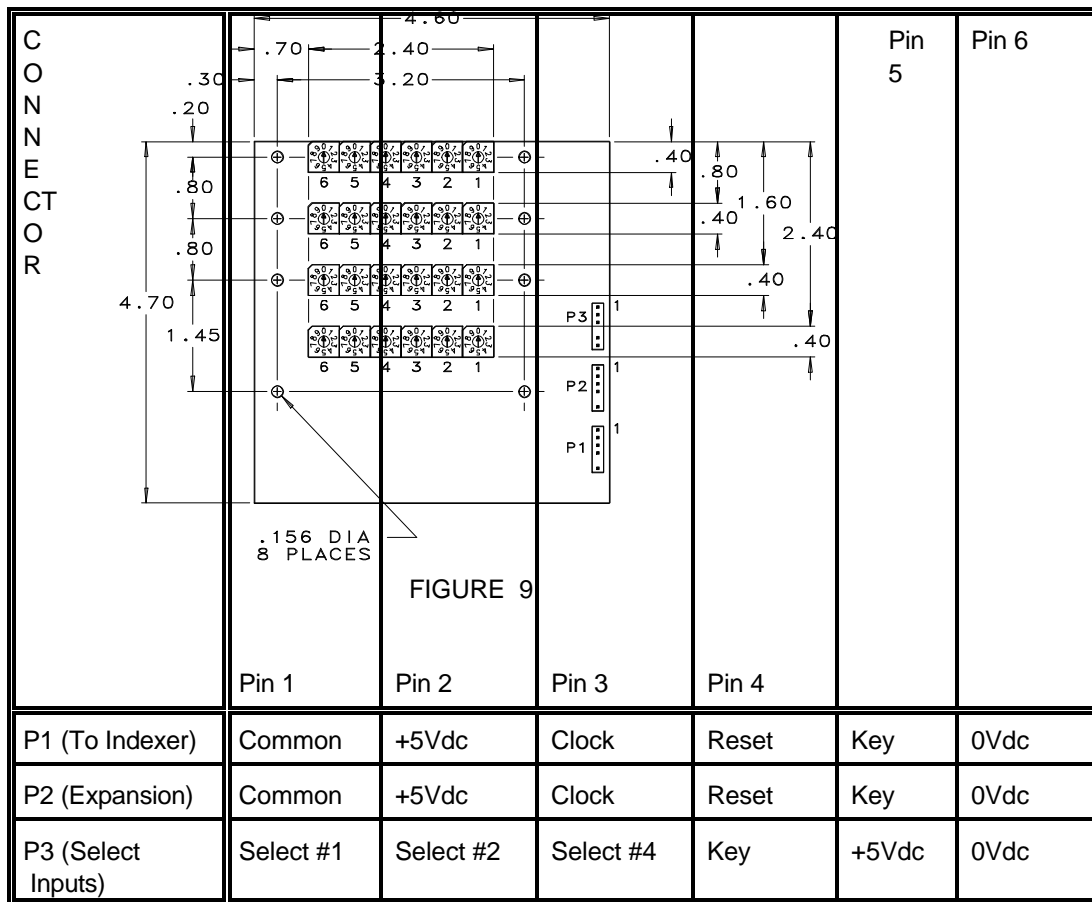 C
O
N
N
E
CT
O
R
4.60
.70
2.40
.30
3.20
.20
Pin
5
Pin 6
.80
.80
4.70
1.45
.40
.80
1.60
.40
2.40
.40
.40
6 5 4 3 2 1
6 5 4 3 2 1
6 5 4 3 2 1
6 5 4 3 2 1
P3 1
P2 1
P1 1
.156 DIA
8 PLACES
FIGURE 9
Pin 1 Pin 2 Pin 3 Pin 4
P1 (To Indexer) Common +5Vdc Clock Reset Key 0Vdc
P2 (Expansion) Common +5Vdc Clock Reset Key 0Vdc
P3 (Select Select #1 Select #2 Select #4 Key +5Vdc 0Vdc
Inputs)